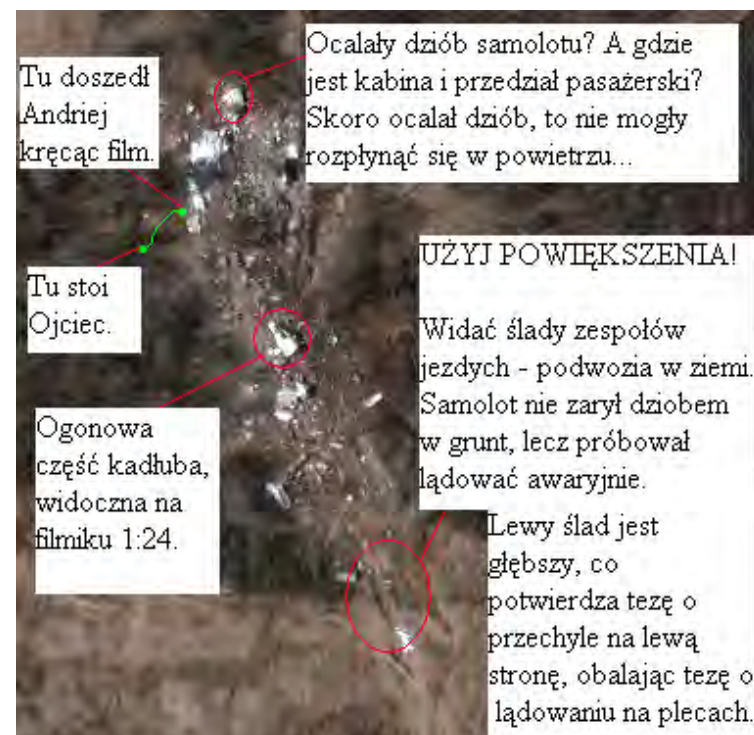 Tu doszedł
Andriej
kręcąc film.
Ocalały dziób samolotu? A gdzie
jest kabina i przedział pasażerski?
Skoro ocalał dziób, to nie mogły
rozpłynąć się w powietrzu...
Tu stoi
Ojciec.
UŻYJ POWIĘKSZENIA!
Widać ślady zespołów
jezdych - podwozia w ziemi.
Samolot nie zarył dziobem
w grunt, lecz próbował
lądować awaryjnie.
Ogonowa
część kadłuba,
widoczna na
filmiku 1:24.
Lewy ślad jest
głębszy, co
potwierdza tezę o
przechyle na lewą
stronę, obalając tezę o
lądowaniu na plecach.